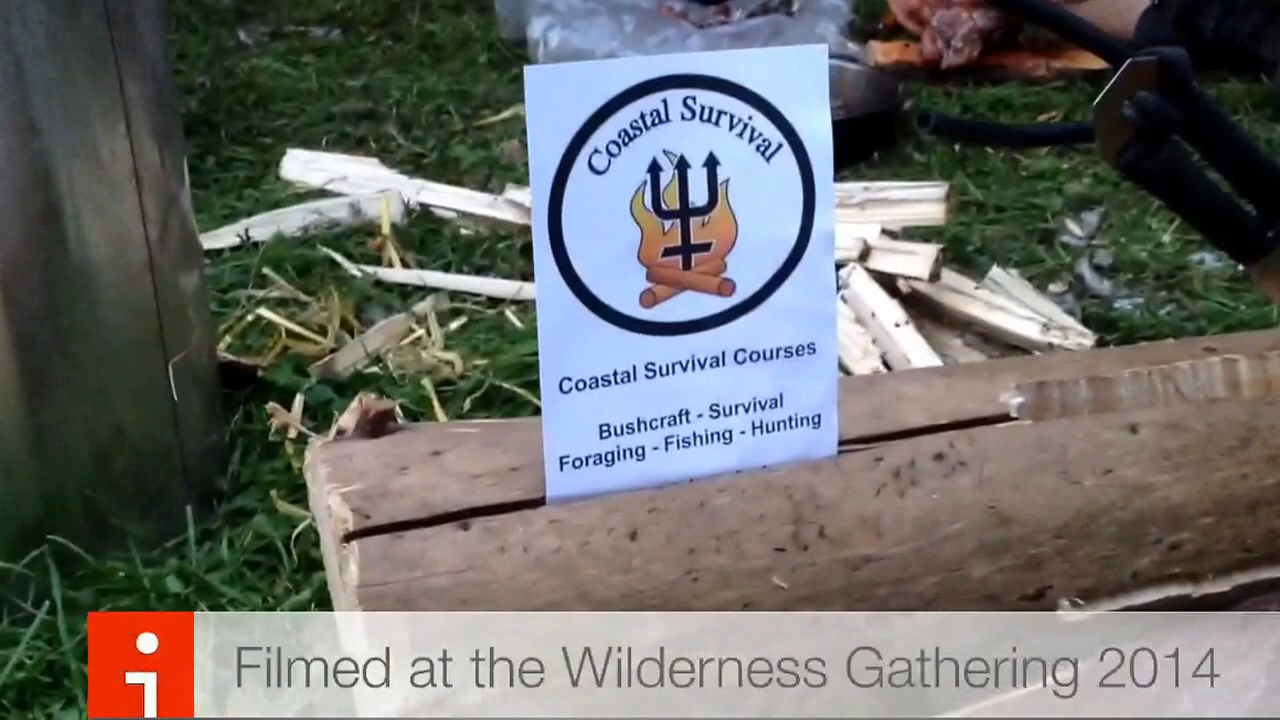 Coastal Survival
Coastal Survival Courses
Bushcraft - Survival
Foraging - Fishing - Hunting
i Filmed at the Wilderness Gathering 2014